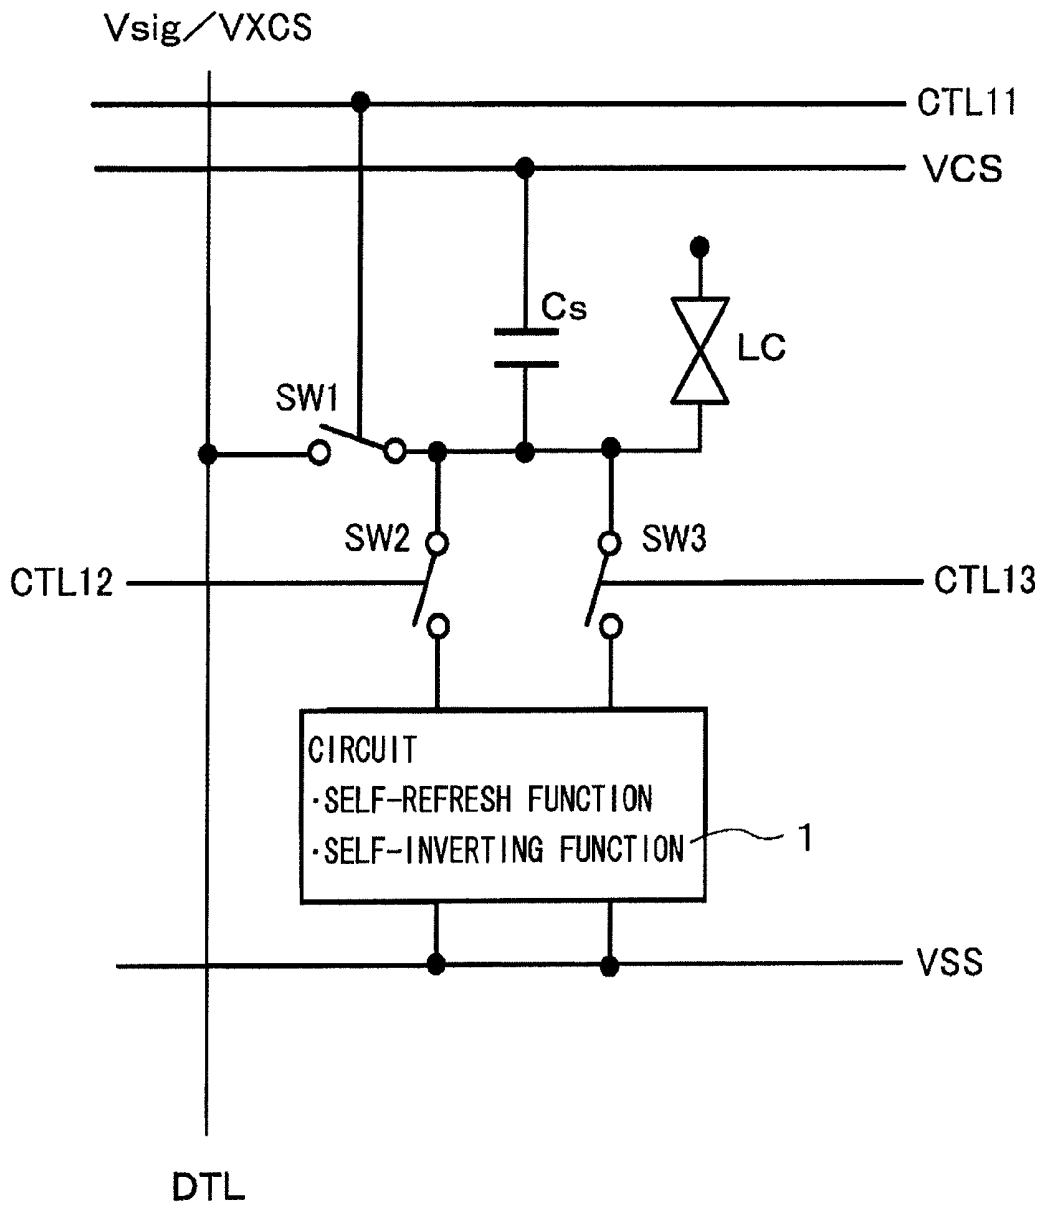 Vsig/VXCS
CTL11
VCS
Cs
LC
SW1
SW2
SW3
CTL12
CTL13
CIRCUIT
·SELF-REFRESH FUNCTION
·SELF-INVERTING FUNCTION
1
VSS
DTL